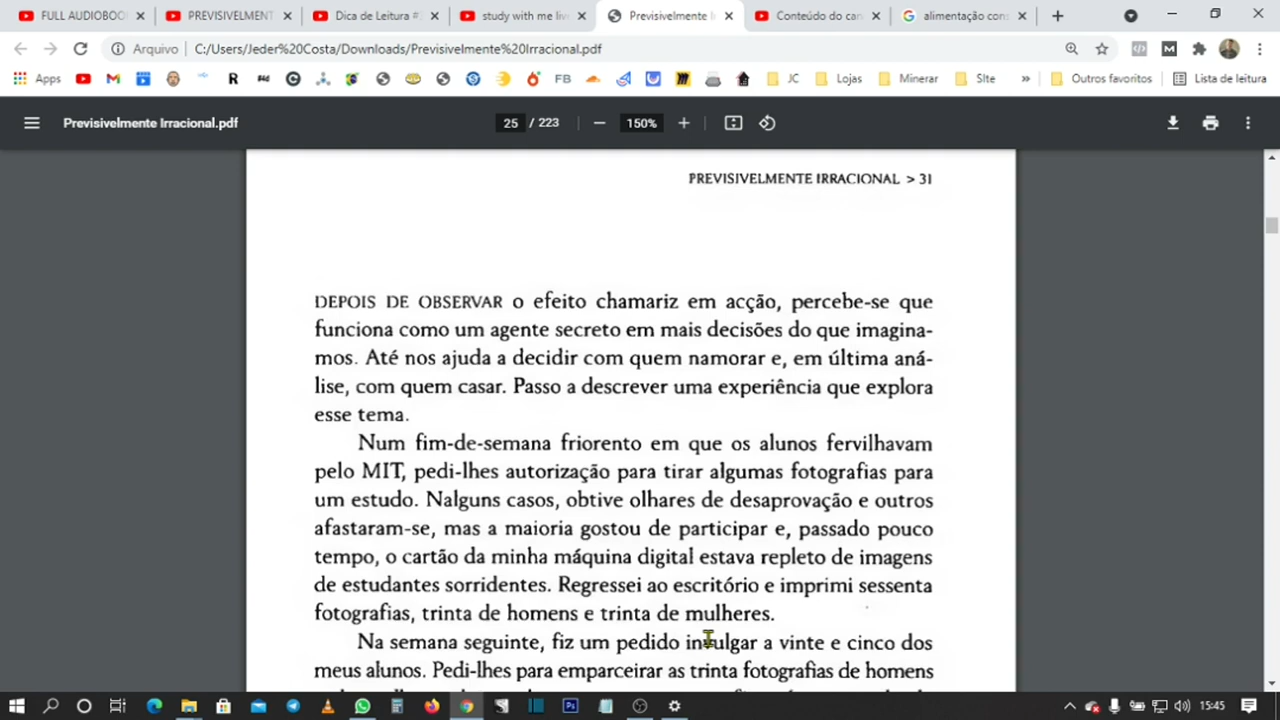 FULL AUDIOBOO
PREVISIVELMENT
Dica de Leitura #
study with me liv
Previsivelmente I
Conteúdo do can
alimentação con
Arquivo
C:/Users/Jeder%20Costa/Downloads/Previsivelmente%20Irracional.pdf
Apps
FB
JC
Lojas
Minerar
SIte
Outros favoritos
Lista de leitura
Previsivelmente Irracional.pdf
25 / 223
150%
PREVISIVELMENTE IRRACIONAL > 31
DEPOIS DE OBSERVAR o efeito chamariz em acção, percebe-se que
funciona como um agente secreto em mais decisões do que imagina-
mos. Até nos ajuda a decidir com quem namorar e, em última aná-
lise, com quem casar. Passo a descrever uma experiência que explora
esse tema.
Num fim-de-semana friorento em que os alunos fervilhavam
pelo MIT, pedi-lhes autorização para tirar algumas fotografias para
um estudo. Nalguns casos, obtive olhares de desaprovação e outros
afastaram-se, mas a maioria gostou de participar e, passado pouco
tempo, o cartão da minha máquina digital estava repleto de imagens
de estudantes sorridentes. Regressei ao escritório e imprimi sessenta
fotografias, trinta de homens e trinta de mulheres.
Na semana seguinte, fiz um pedido invulgar a vinte e cinco dos
meus alunos. Pedi-lhes para emparceirar as trinta fotografias de homens
15:45